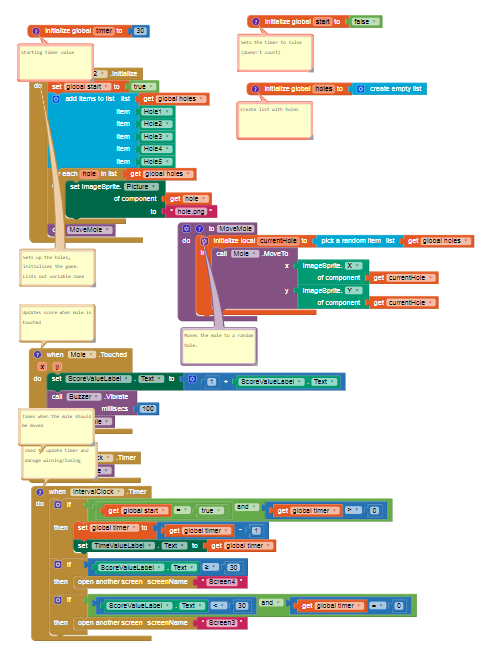 initialize global timer to 30
initialize global start to false
Starting timer value
Sets the timer to false
(doesn't count)
2 .Initialize
do set global start to true
add items to list list get global holes
item Hole1
item Hole2
item Hole3
item Hole4
item Hole5
initialize global holes to create empty list
Create list with holes
for each hole in list get global holes
set ImageSprite. Picture
of component get hole
to " hole.png "
MoveMole
to MoveMole
do initialize local currentHole to pick a random item list get global holes
call Mole .MoveTo
x ImageSprite. X
of component get currentHole
y ImageSprite. Y
of component get currentHole
Sets up the holes,
initializes the game.
Lists out variable name
Moves the mole to a random
hole.
Updates score when mole is
touched
when Mole .Touched
x y
do set ScoreValueLabel . Text to 1 + ScoreValueLabel . Text
call Buzzer .Vibrate
millisecs 100
Times when the mole should
be moved
Used to update timer and
manage winning/losing
.Timer
when IntervalClock .Timer
do if get global start = true and get global timer > 0
then set global timer to get global timer - 1
set TimeValueLabel . Text to get global timer
if ScoreValueLabel . Text ≥ 30
then open another screen screenName " Screen4 "
if ScoreValueLabel . Text < 30 and get global timer = 0
then open another screen screenName " Screen3 "